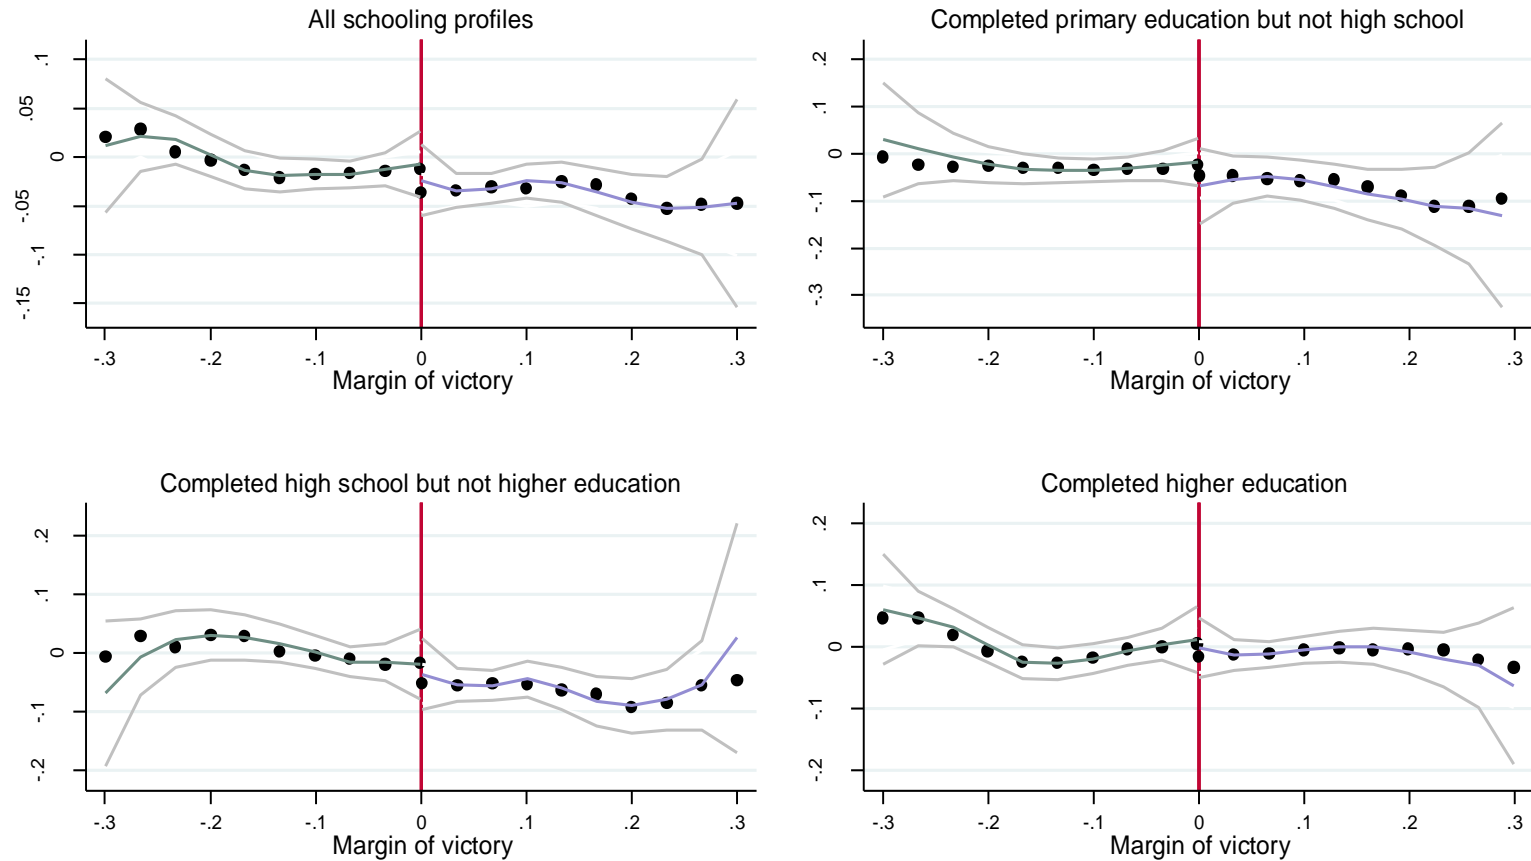 All schooling profiles
.1
.05
0
-.05
-.1
-.15
-.3 -.2 -.1 0 .1 .2 .3
Margin of victory
Completed primary education but not high school
.2
.1
0
-.1
-.2
-.3
-.3 -.2 -.1 0 .1 .2 .3
Margin of victory
Completed high school but not higher education
.2
.1
0
-.1
-.2
-.3 -.2 -.1 0 .1 .2 .3
Margin of victory
Completed higher education
.2
.1
0
-.1
-.2
-.3 -.2 -.1 0 .1 .2 .3
Margin of victory